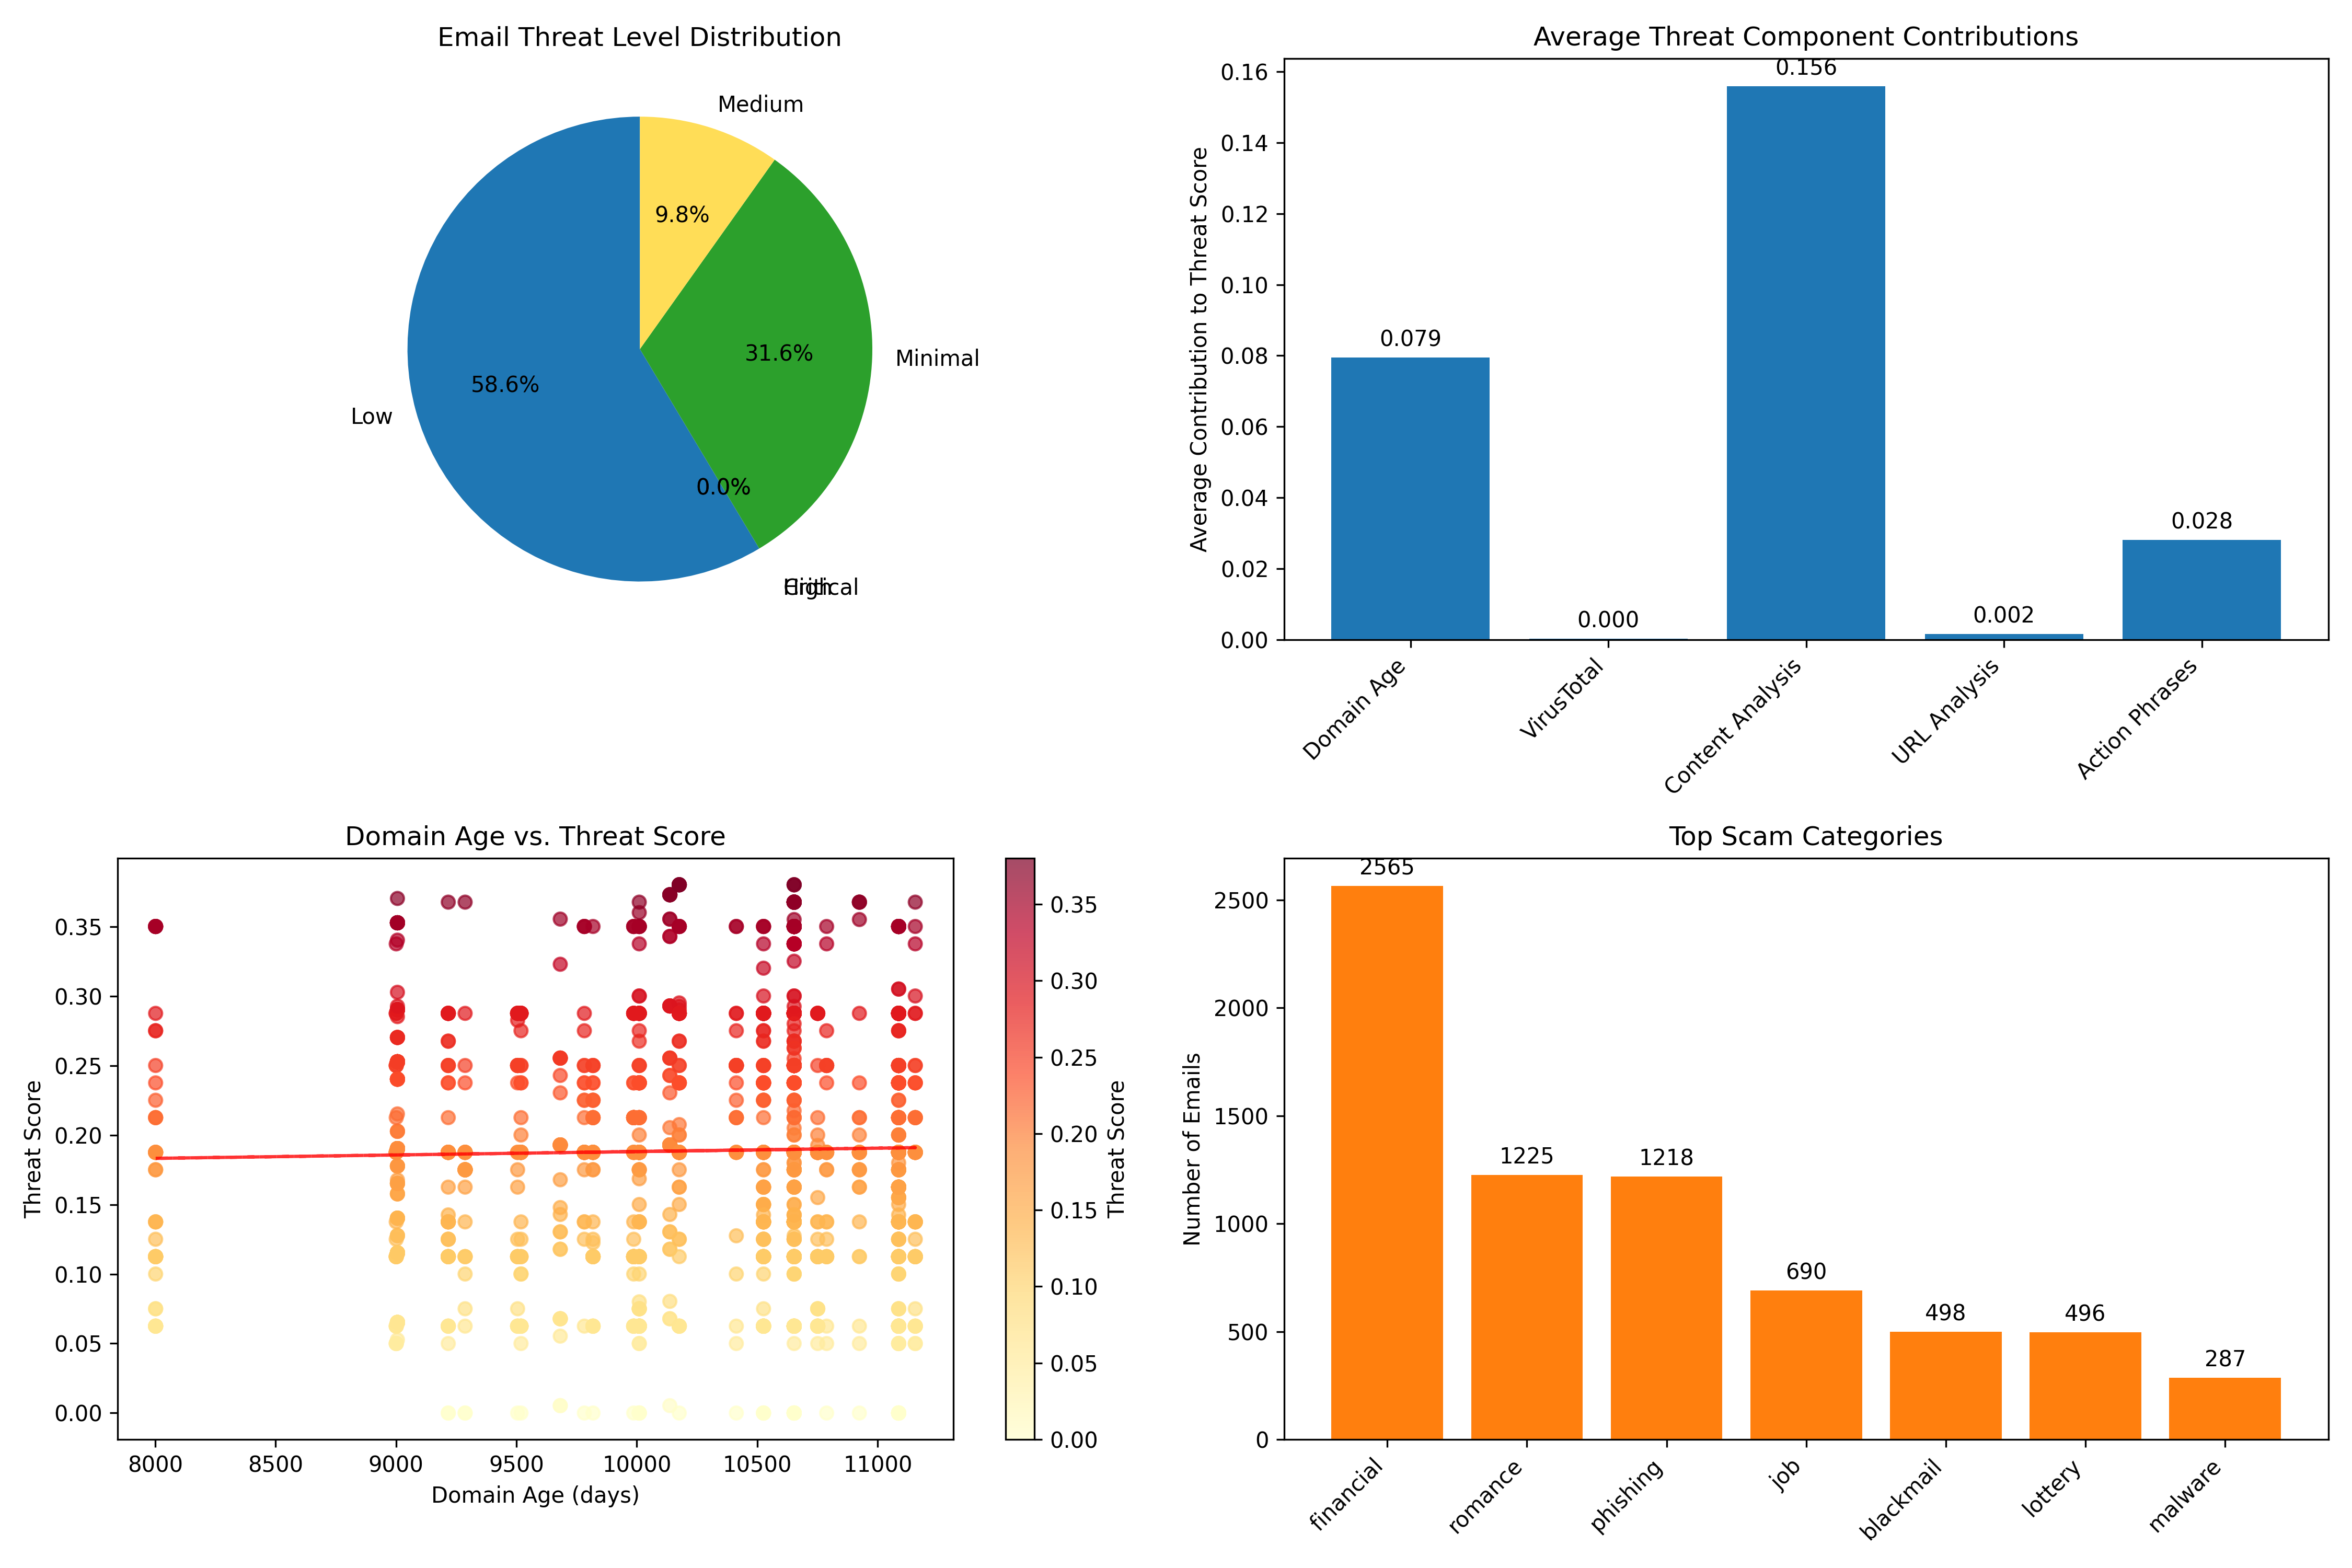 Email Threat Level Distribution
Medium
9.8%
31.6%
Minimal
58.6%
Low
0.0%
High
Critical
Average Threat Component Contributions
Average Contribution to Threat Score
0.16
0.14
0.12
0.10
0.08
0.06
0.04
0.02
0.00
0.079
0.000
0.156
0.002
0.028
Domain Age
VirusTotal
Content Analysis
URL Analysis
Action Phrases
Domain Age vs. Threat Score
Threat Score
0.35
0.30
0.25
0.20
0.15
0.10
0.05
0.00
8000
8500
9000
9500
10000
10500
11000
Domain Age (days)
0.35
0.30
0.25
0.20
0.15
0.10
0.05
0.00
Threat Score
Top Scam Categories
Number of Emails
2500
2000
1500
1000
500
0
2565
1225
1218
690
498
496
287
financial
romance
phishing
job
blackmail
lottery
malware